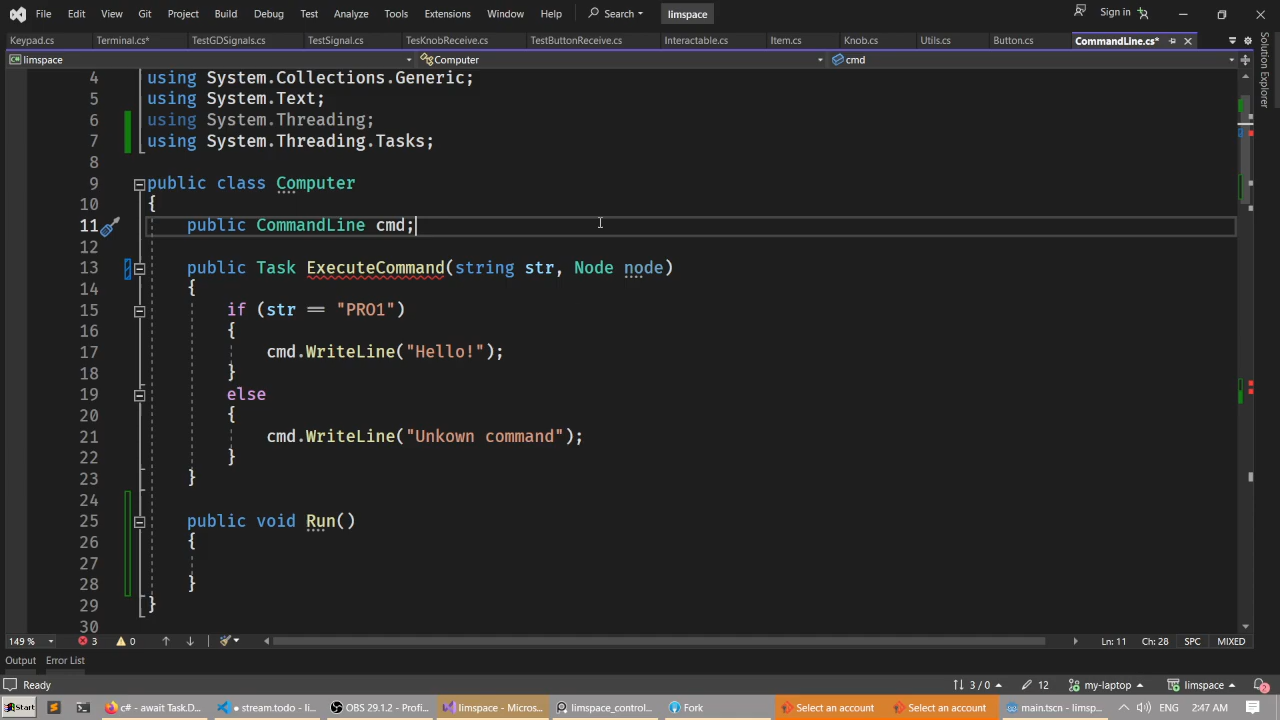 File Edit View Git Project Build Debug Test Analyze Tools Extensions Window Help Search limspace Sign in
Keypad.cs Terminal.cs* TestGDSignals.cs TestSignal.cs TesKnobReceive.cs TestButtonReceive.cs Interactable.cs Item.cs Knob.cs Utils.cs Button.cs CommandLine.cs*
limspace Computer cmd
Solution Explorer
4 using System.Collections.Generic;
5 using System.Text;
6 using System.Threading;
7 using System.Threading.Tasks;
8
9 public class Computer
10 {
11 public CommandLine cmd;
12
13 public Task ExecuteCommand(string str, Node node)
14 {
15 if (str == "PRO1")
16 {
17 cmd.WriteLine("Hello!");
18 }
19 else
20 {
21 cmd.WriteLine("Unkown command");
22 }
23 }
24
25 public void Run()
26 {
27
28 }
29 }
30
149 % 3 0 Ln: 11 Ch: 28 SPC MIXED
Output Error List
Ready 3 / 0 12 my-laptop limspace 2
Start c# - await Task.D... stream.todo - li... OBS 29.1.2 - Profi... limspace - Micros... limspace_control... Fork Select an account Select an account main.tscn - limsp... ENG 2:47 AM